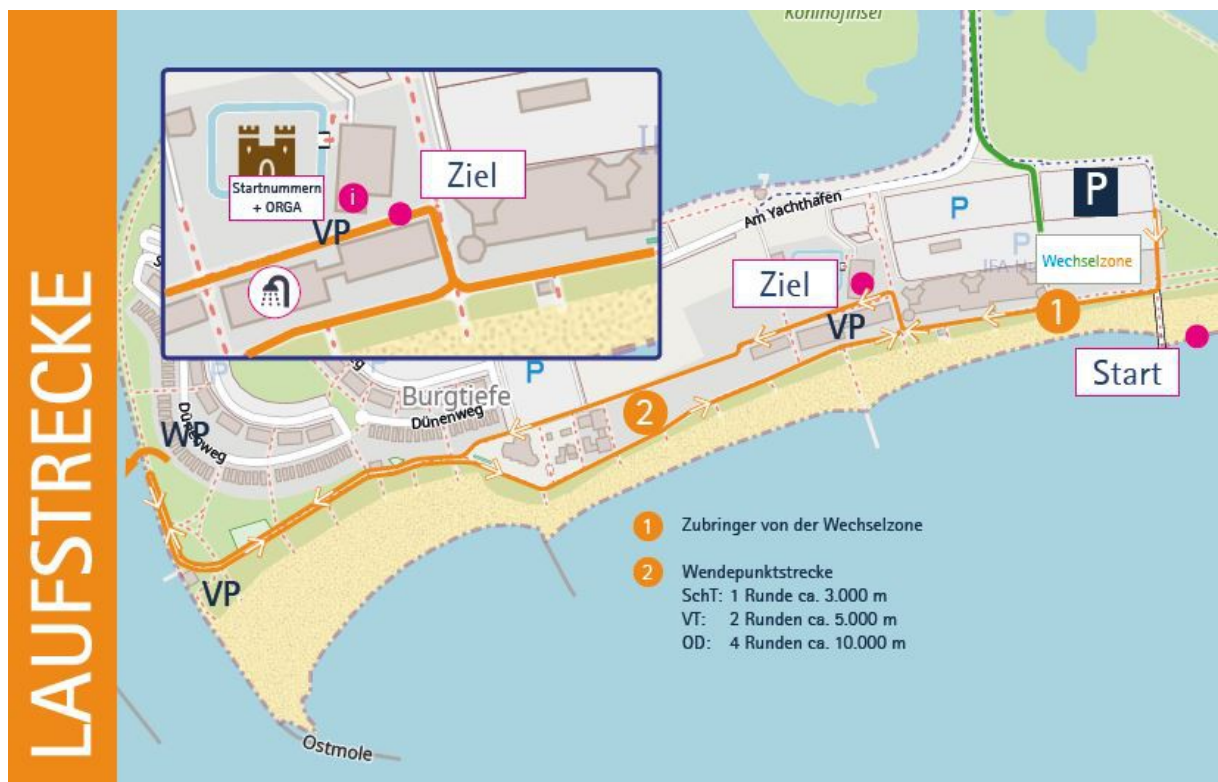 LAUFSTRECKE
Kohlhofinsel
Startnummern
+ ORGA
i
Ziel
VP
Am Yachthafen
P
P
P
Wechselzone
Ziel
VP
1
Start
P
P
P
Burgtiefe
Dünenweg
2
WP
Dünenweg
VP
1 Zubringer von der Wechselzone
2 Wendepunktstrecke
SchT: 1 Runde ca. 3.000 m
VT: 2 Runden ca. 5.000 m
OD: 4 Runden ca. 10.000 m
Ostmole